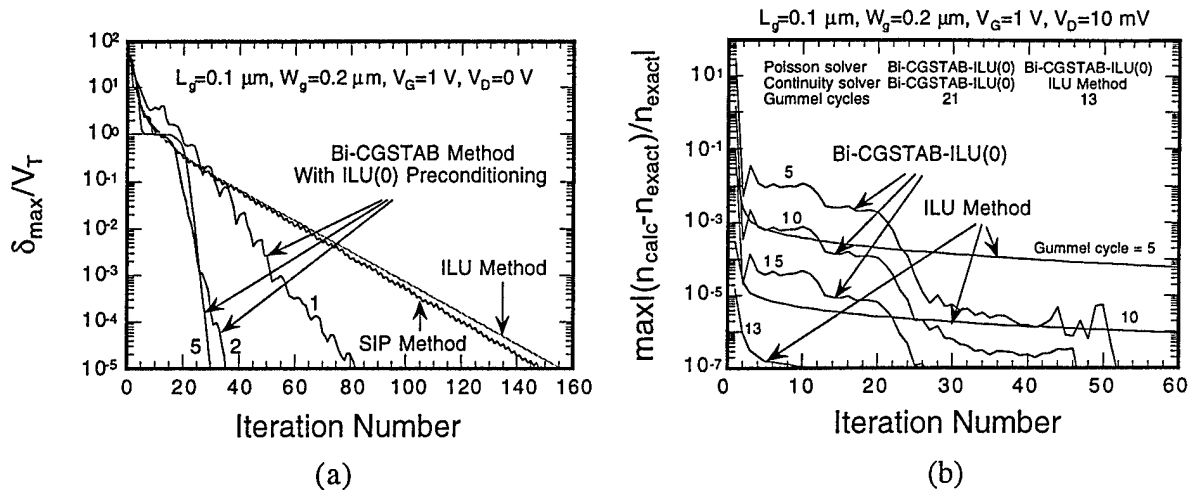 L_g=0.1 μm, W_g=0.2 μm, V_G=1 V, V_D=0 V
Bi-CGSTAB Method
With ILU(0) Preconditioning
ILU Method
SIP Method
1
5
2
δ_max/V_T
10^2
10^1
10^0
10^-1
10^-2
10^-3
10^-4
10^-5
0 20 40 60 80 100 120 140 160
Iteration Number
(a)
L_g=0.1 μm, W_g=0.2 μm, V_G=1 V, V_D=10 mV
Poisson solver Bi-CGSTAB-ILU(0) Bi-CGSTAB-ILU(0)
Continuity solver Bi-CGSTAB-ILU(0) ILU Method
Gummel cycles 21 13
Bi-CGSTAB-ILU(0)
ILU Method
Gummel cycle = 5
5
10
15
13
10
max|(n_calc-n_exact)/n_exact|
10^1
10^-1
10^-3
10^-5
10^-7
0 10 20 30 40 50 60
Iteration Number
(b)